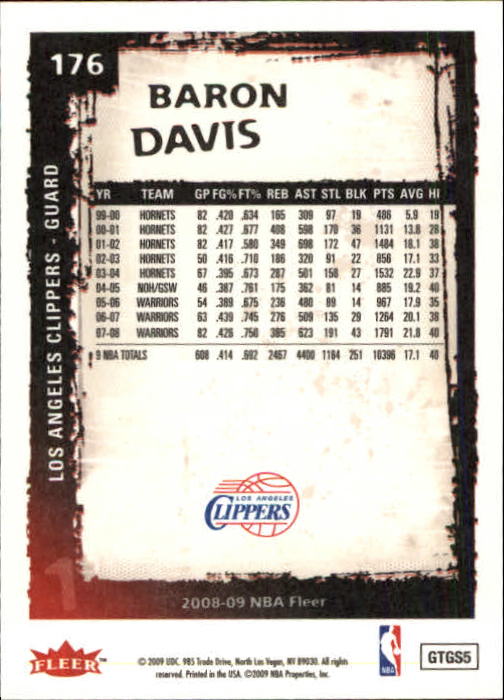 176
BARON
DAVIS
LOS ANGELES CLIPPERS - GUARD
YR TEAM GP FG% FT% REB AST STL BLK PTS AVG HI
99-00 HORNETS 82 .420 .634 165 309 97 19 486 5.9 19
00-01 HORNETS 82 .427 .677 408 598 170 36 1131 13.8 28
01-02 HORNETS 82 .417 .580 349 698 172 47 1484 18.1 38
02-03 HORNETS 50 .416 .710 186 320 91 22 856 17.1 33
03-04 HORNETS 67 .395 .673 287 501 158 27 1532 22.9 37
04-05 NOH/GSW 46 .387 .761 175 362 81 14 885 19.2 40
05-06 WARRIORS 54 .389 .675 236 480 89 14 967 17.9 35
06-07 WARRIORS 63 .439 .745 276 509 135 29 1264 20.1 38
07-08 WARRIORS 82 .426 .750 385 623 191 43 1791 21.8 40
9 NBA TOTALS 608 .414 .692 2467 4400 1184 251 10396 17.1 40
LOS ANGELES
CLIPPERS
2008-09 NBA Fleer
FLEER
© 2009 UDC. 985 Trade Drive, North Las Vegas, NV 89030. All rights
reserved. Printed in the USA. ©2009 NBA Properties, Inc.
NBA
GTGS5